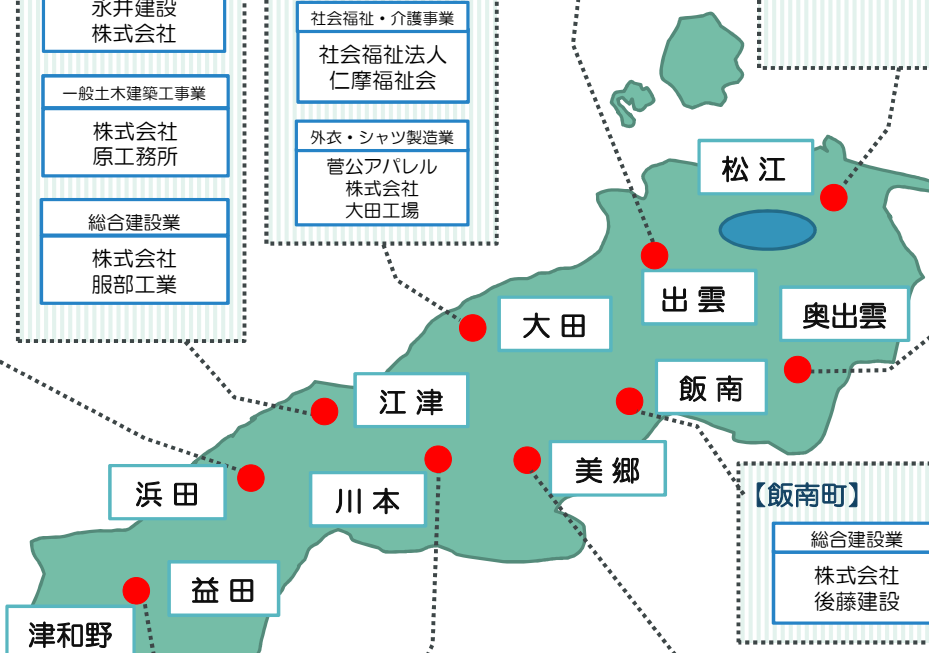 永井建設
株式会社
一般土木建築工事業
株式会社
原工務所
総合建設業
株式会社
服部工業
社会福祉・介護事業
社会福祉法人
仁摩福祉会
外衣・シャツ製造業
菅公アパレル
株式会社
大田工場
松江
出雲
奥出雲
大田
飯南
江津
美郷
浜田
川本
益田
津和野
【飯南町】
総合建設業
株式会社
後藤建設